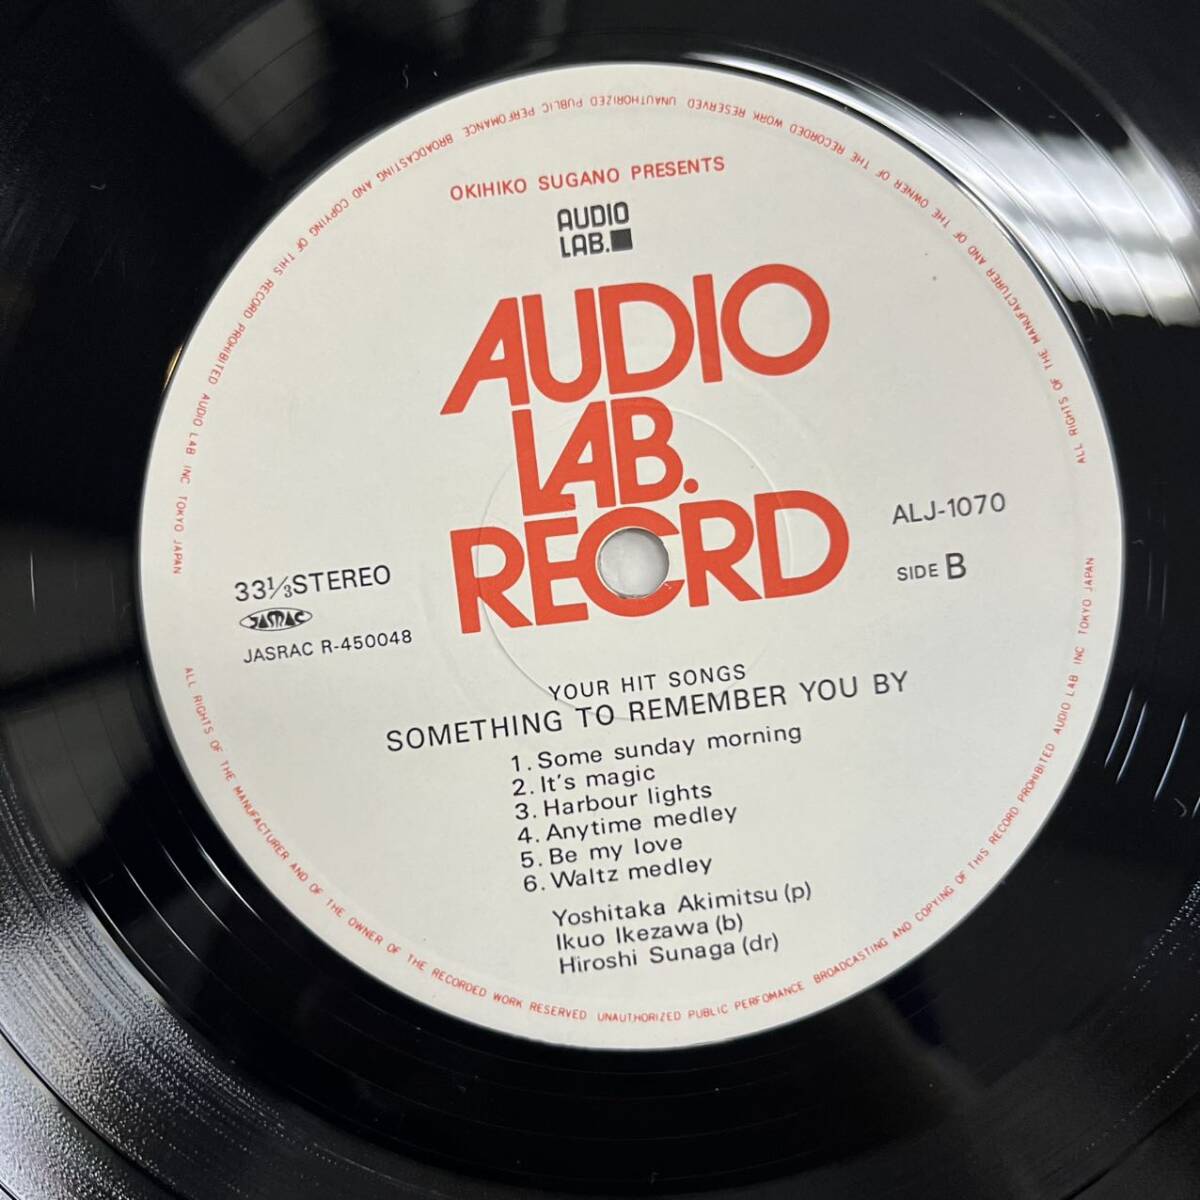 OKIHIKO SUGANO PRESENTS
AUDIO
LAB.
AUDIO
LAB.
RECRD
ALJ-1070
SIDE B
33⅓ STEREO
JASRAC
JASRAC R-450048
YOUR HIT SONGS
SOMETHING TO REMEMBER YOU BY
1. Some sunday morning
2. It's magic
3. Harbour lights
4. Anytime medley
5. Be my love
6. Waltz medley
Yoshitaka Akimitsu (p)
Ikuo Ikezawa (b)
Hiroshi Sunaga (dr)
ALL RIGHTS OF THE MANUFACTURER AND OF THE OWNER OF THE RECORDED WORK RESERVED UNAUTHORIZED PUBLIC PERFOMANCE BROADCASTING AND COPYING OF THIS RECORD PROHIBITED AUDIO LAB INC TOKYO JAPAN
ALL RIGHTS OF THE MANUFACTURER AND OF THE OWNER OF THE RECORDED WORK RESERVED UNAUTHORIZED PUBLIC PERFOMANCE BROADCASTING AND COPYING OF THIS RECORD PROHIBITED AUDIO LAB INC TOKYO JAPAN